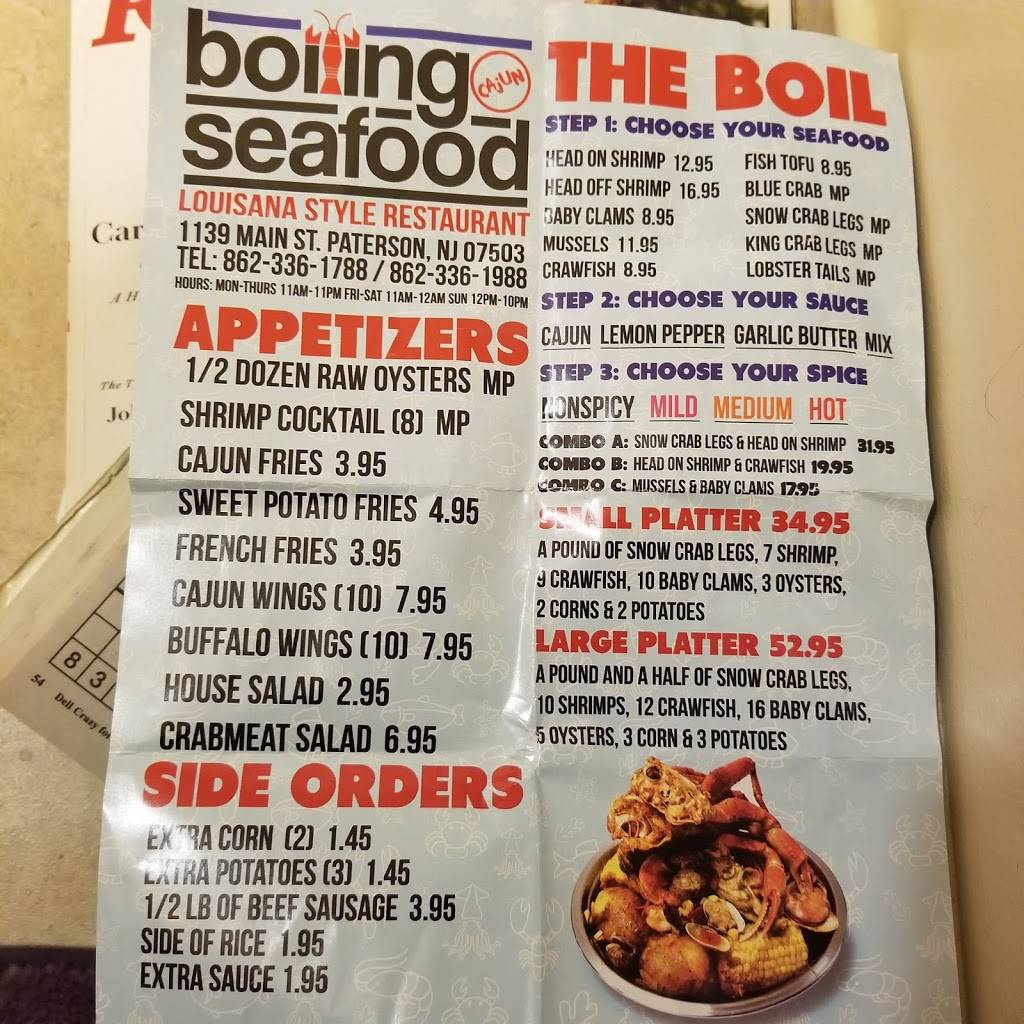 boiling
CAJUN
seafood
LOUISANA STYLE RESTAURANT
1139 MAIN ST. PATERSON, NJ 07503
TEL: 862-336-1788 / 862-336-1988
HOURS: MON-THURS 11AM-11PM FRI-SAT 11AM-12AM SUN 12PM-10PM
APPETIZERS
1/2 DOZEN RAW OYSTERS MP
SHRIMP COCKTAIL (8) MP
CAJUN FRIES 3.95
SWEET POTATO FRIES 4.95
FRENCH FRIES 3.95
CAJUN WINGS (10) 7.95
BUFFALO WINGS (10) 7.95
HOUSE SALAD 2.95
CRABMEAT SALAD 6.95
SIDE ORDERS
EXTRA CORN (2) 1.45
EXTRA POTATOES (3) 1.45
1/2 LB OF BEEF SAUSAGE 3.95
SIDE OF RICE 1.95
EXTRA SAUCE 1.95
THE BOIL
STEP 1: CHOOSE YOUR SEAFOOD
HEAD ON SHRIMP 12.95
HEAD OFF SHRIMP 16.95
BABY CLAMS 8.95
MUSSELS 11.95
CRAWFISH 8.95
FISH TOFU 8.95
BLUE CRAB MP
SNOW CRAB LEGS MP
KING CRAB LEGS MP
LOBSTER TAILS MP
STEP 2: CHOOSE YOUR SAUCE
CAJUN LEMON PEPPER GARLIC BUTTER MIX
STEP 3: CHOOSE YOUR SPICE
NONSPICY MILD MEDIUM HOT
COMBO A: SNOW CRAB LEGS & HEAD ON SHRIMP 31.95
COMBO B: HEAD ON SHRIMP & CRAWFISH 19.95
COMBO C: MUSSELS & BABY CLAMS 17.95
SMALL PLATTER 34.95
A POUND OF SNOW CRAB LEGS, 7 SHRIMP,
9 CRAWFISH, 10 BABY CLAMS, 3 OYSTERS,
2 CORNS & 2 POTATOES
LARGE PLATTER 52.95
A POUND AND A HALF OF SNOW CRAB LEGS,
10 SHRIMPS, 12 CRAWFISH, 16 BABY CLAMS,
5 OYSTERS, 3 CORN & 3 POTATOES
Car
A H
The T
Jo
8 3
54 Deli Crazy for